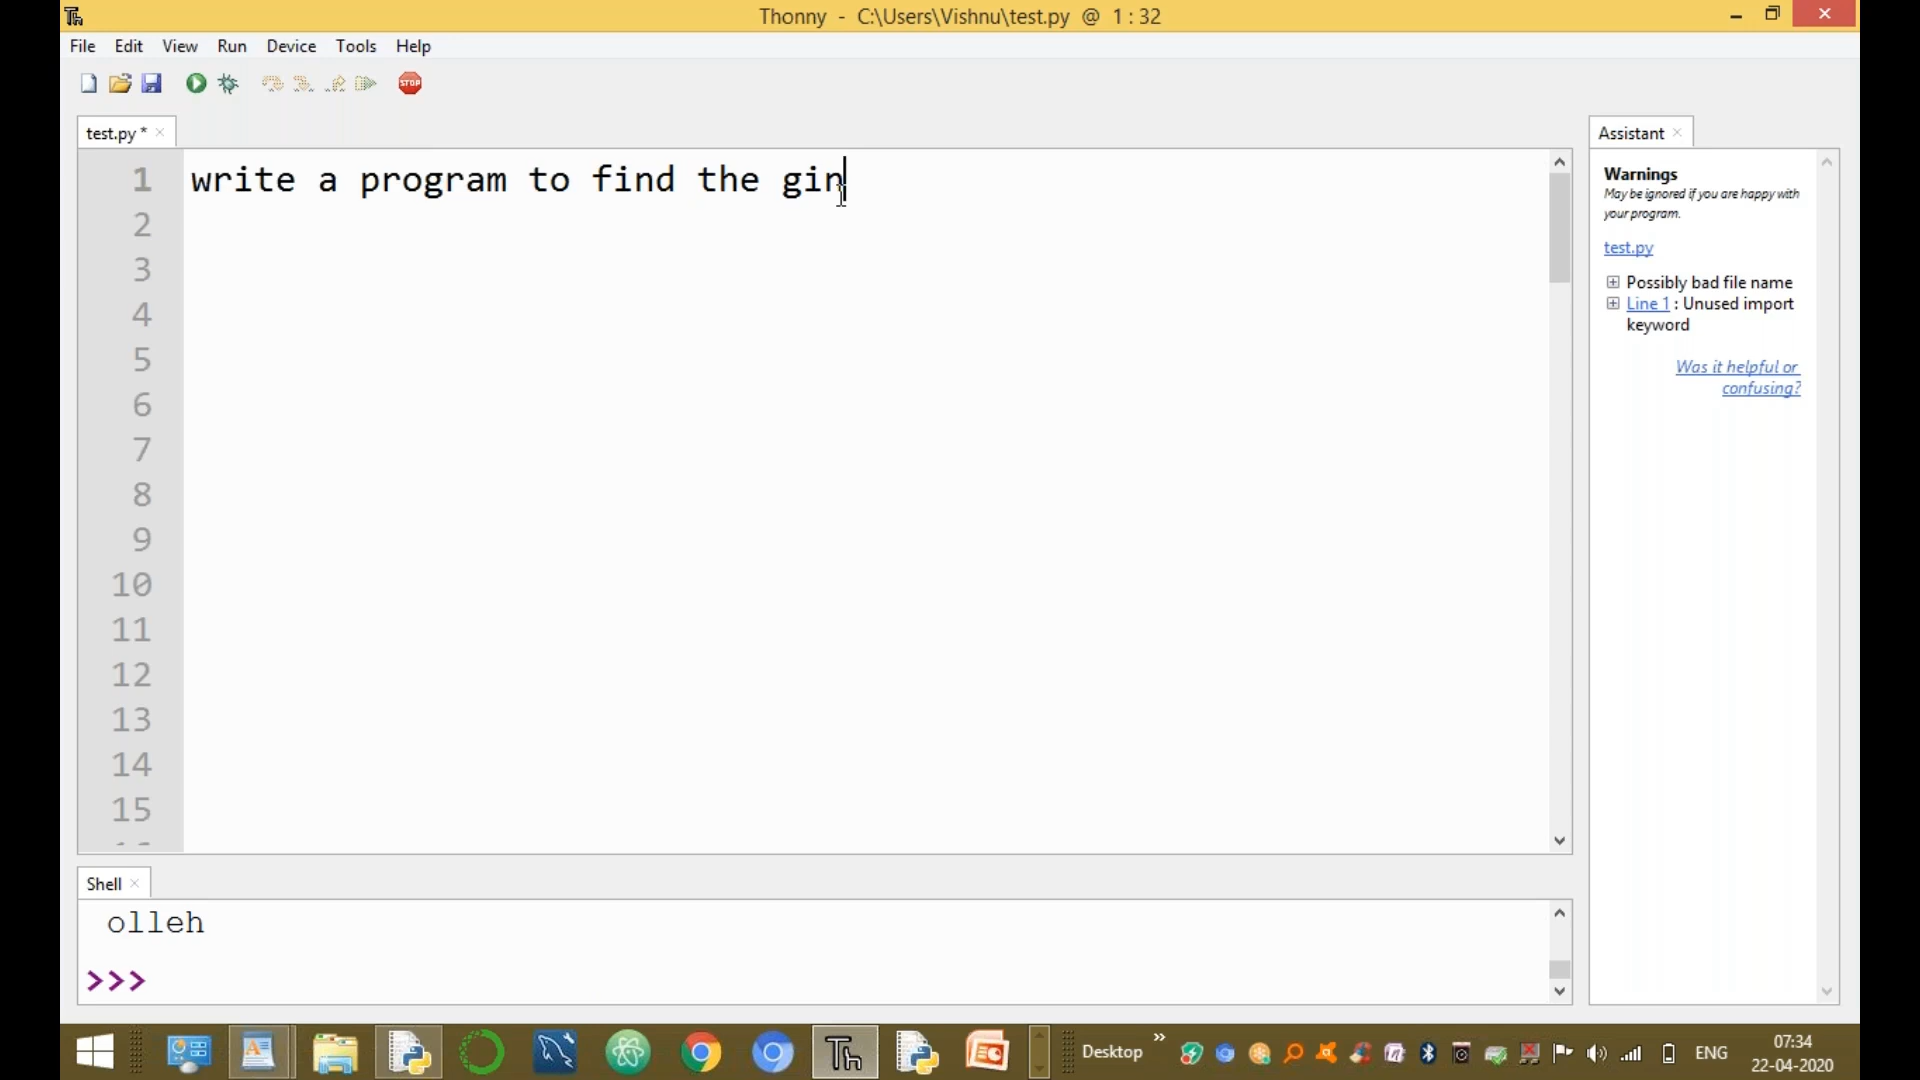 Th Thonny - C:\Users\Vishnu\test.py @ 1 : 32
File Edit View Run Device Tools Help
STOP
test.py *
Assistant
1 write a program to find the gin
2
3
4
5
6
7
8
9
10
11
12
13
14
15
Warnings
May be ignored if you are happy with
your program.
test.py
Possibly bad file name
Line 1 : Unused import
keyword
Was it helpful or
confusing?
Shell
olleh
>>>
Th
Desktop
»
ENG
07:34
22-04-2020